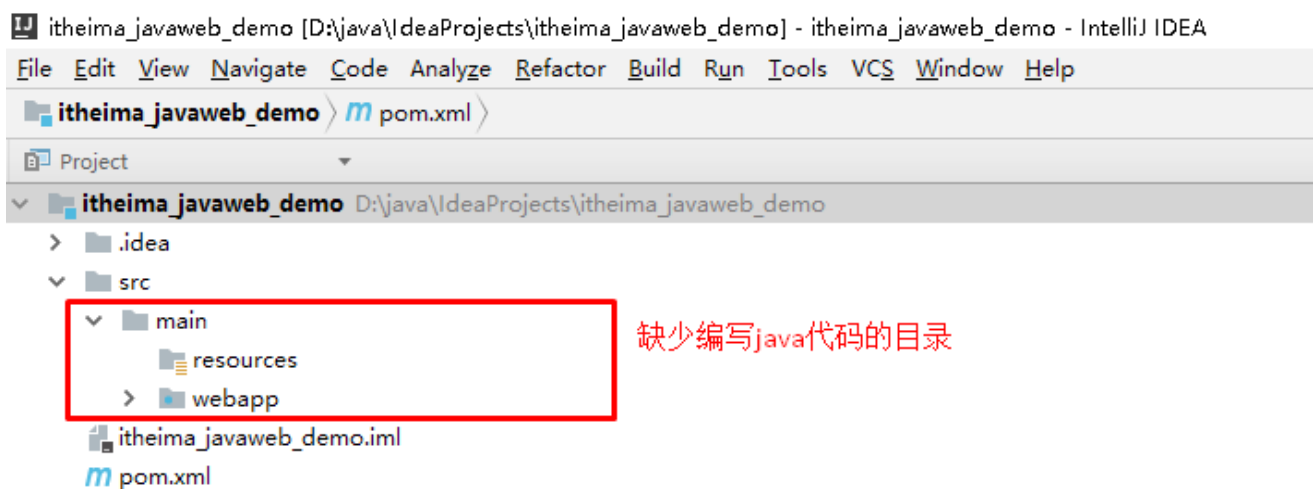 itheima_javaweb_demo [D:\java\IdeaProjects\itheima_javaweb_demo] - itheima_javaweb_demo - IntelliJ IDEA
File Edit View Navigate Code Analyze Refactor Build Run Tools VCS Window Help
itheima_javaweb_demo pom.xml
Project
itheima_javaweb_demo D:\java\IdeaProjects\itheima_javaweb_demo
.idea
src
main
缺少编写java代码的目录
resources
webapp
itheima_javaweb_demo.iml
pom.xml